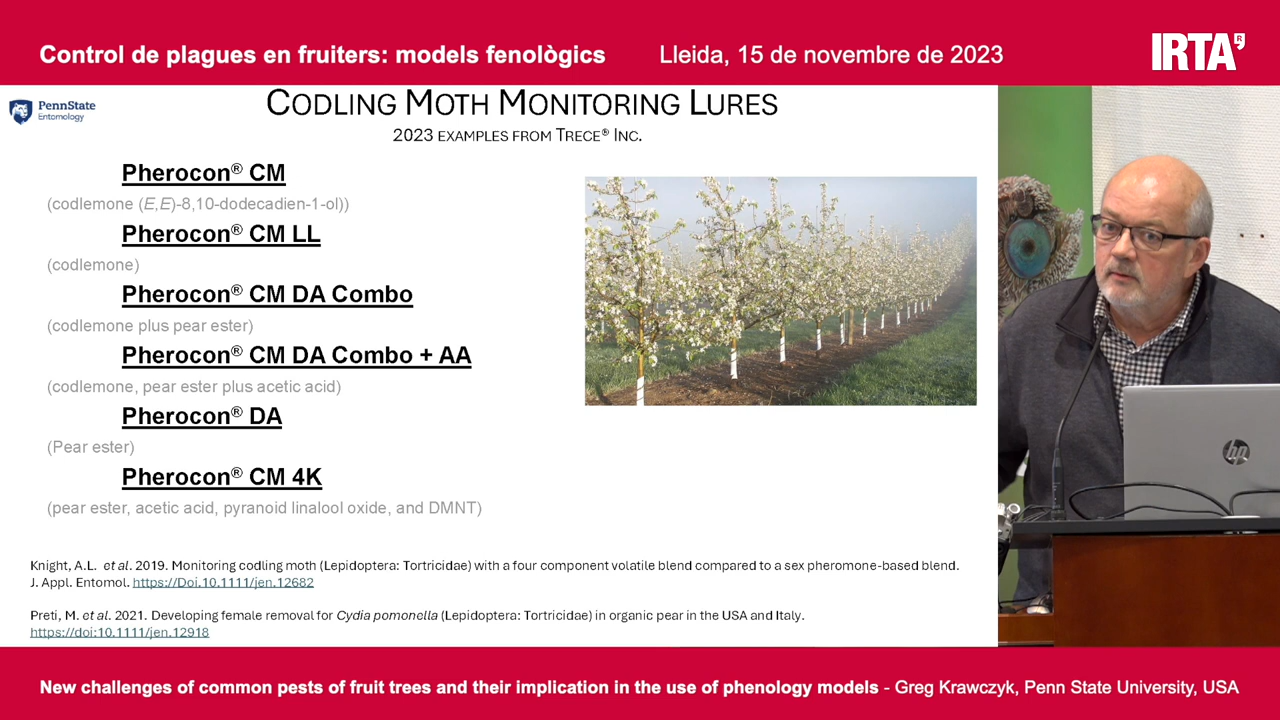 Control de plagues en fruiters: models fenològics Lleida, 15 de novembre de 2023
IRTA®
PennState
Entomology
CODLING MOTH MONITORING LURES
2023 EXAMPLES FROM TRECE® INC.
Pherocon® CM
(codlemone (E,E)-8,10-dodecadien-1-ol))
Pherocon® CM LL
(codlemone)
Pherocon® CM DA Combo
(codlemone plus pear ester)
Pherocon® CM DA Combo + AA
(codlemone, pear ester plus acetic acid)
Pherocon® DA
(Pear ester)
Pherocon® CM 4K
(pear ester, acetic acid, pyranoid linalool oxide, and DMNT)
Knight, A.L. et al. 2019. Monitoring codling moth (Lepidoptera: Tortricidae) with a four component volatile blend compared to a sex pheromone-based blend.
J. Appl. Entomol. https://Doi.10.1111/jen.12682
Preti, M. et al. 2021. Developing female removal for Cydia pomonella (Lepidoptera: Tortricidae) in organic pear in the USA and Italy.
https://doi:10.1111/jen.12918
hp
New challenges of common pests of fruit trees and their implication in the use of phenology models - Greg Krawczyk, Penn State University, USA